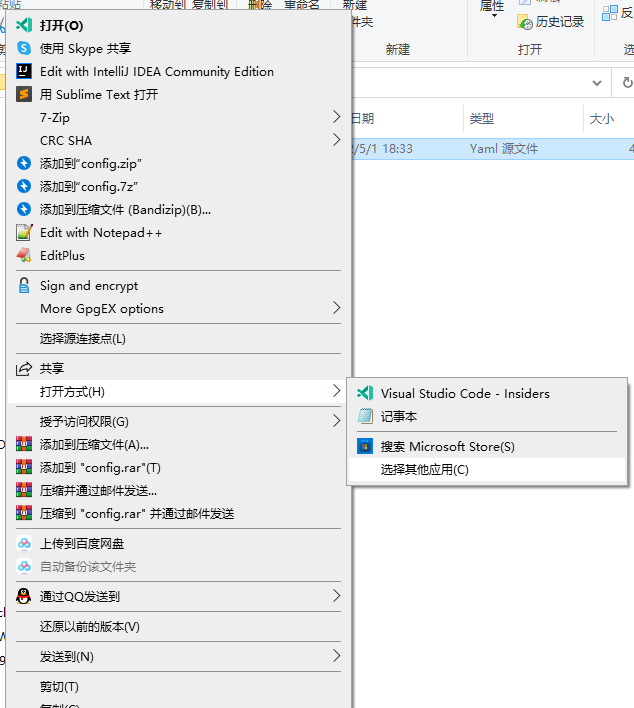 粘贴
移动到 复制到
删除 重命名
新建
文件夹
新建
属性
编辑
历史记录
打开
日期
类型
大小
2/5/1 18:33
Yaml 源文件
4
打开(O)
使用 Skype 共享
Edit with IntelliJ IDEA Community Edition
用 Sublime Text 打开
7-Zip
CRC SHA
添加到“config.zip”
添加到“config.7z”
添加到压缩文件 (Bandizip)(B)...
Edit with Notepad++
EditPlus
Sign and encrypt
More GpgEX options
选择源连接点(L)
共享
打开方式(H)
Visual Studio Code - Insiders
记事本
搜索 Microsoft Store(S)
选择其他应用(C)
授予访问权限(G)
添加到压缩文件(A)...
添加到 "config.rar"(T)
压缩并通过邮件发送...
压缩到 "config.rar" 并通过邮件发送
上传到百度网盘
自动备份该文件夹
通过QQ发送到
还原以前的版本(V)
发送到(N)
剪切(T)
复制(C)